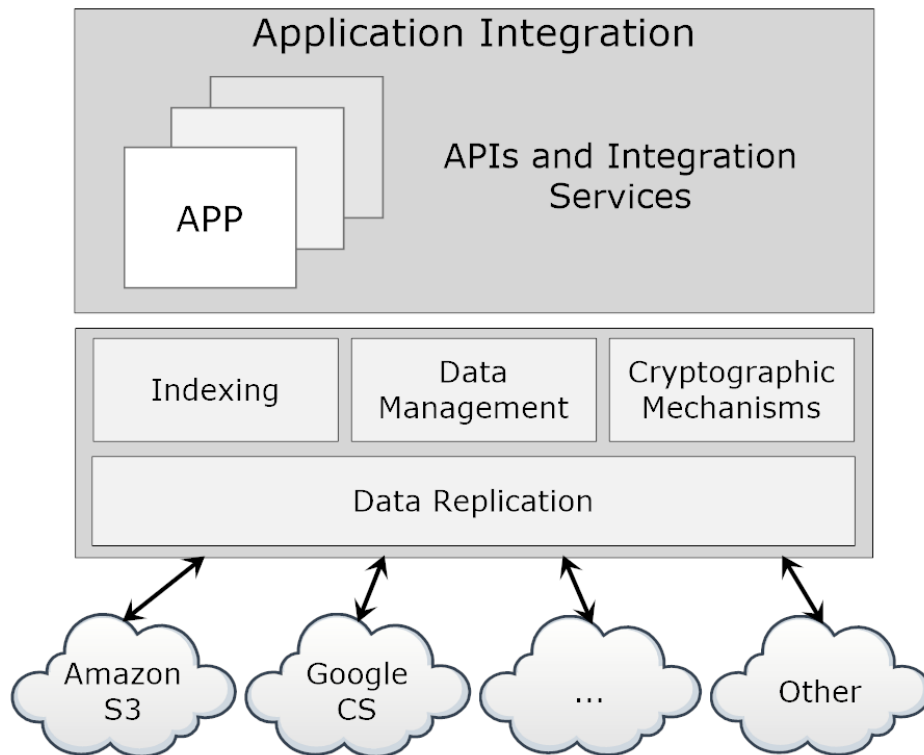 Application Integration
APP
APIs and Integration
Services
Indexing
Data
Management
Cryptographic
Mechanisms
Data Replication
Amazon
S3
Google
CS
...
Other